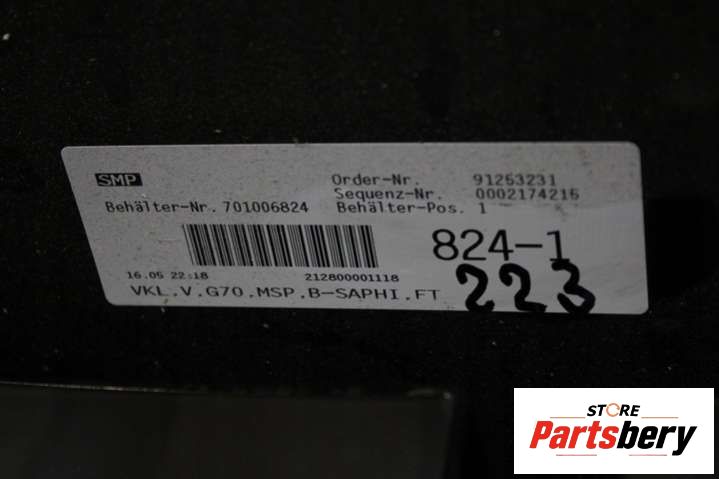 SMP
Order-Nr. 91253231
Sequenz-Nr. 0002174216
Behälter-Nr. 701006824 Behälter-Pos. 1
824-1
16.05 22:18 212800001118
VKL.V.G70.MSP.B-SAPHI.FT
223
STORE
Partsbery